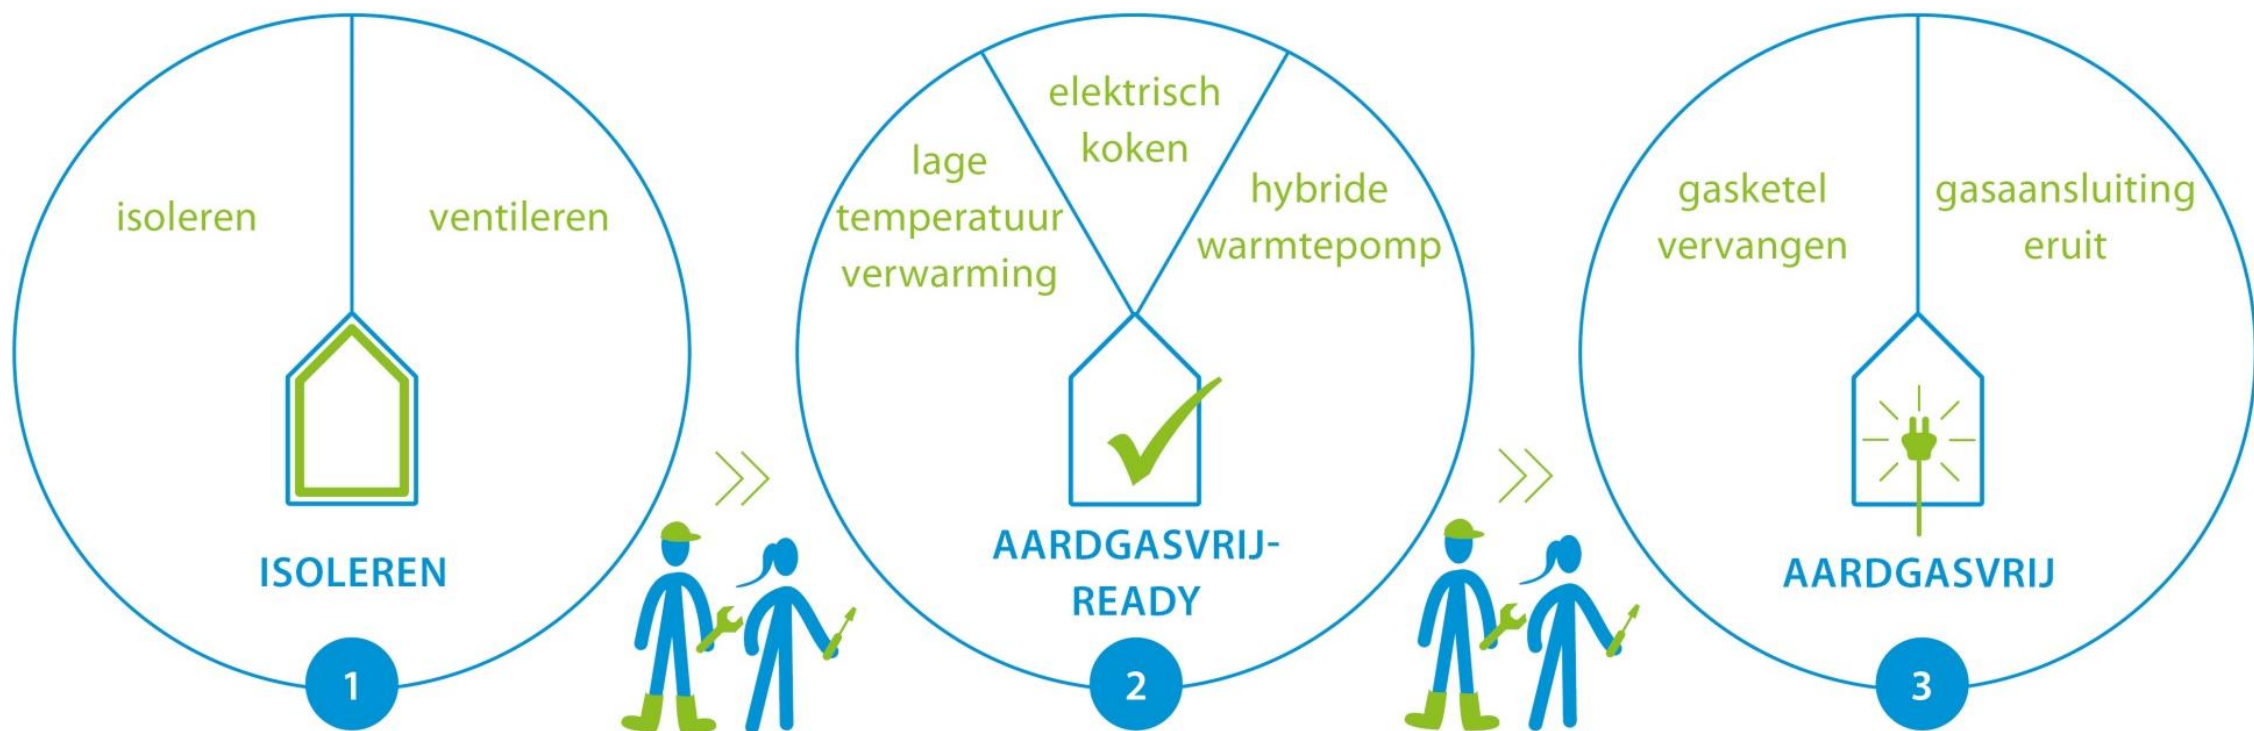 isoleren
ventileren
ISOLEREN
1
lage
temperatuur
verwarming
elektrisch
koken
hybride
warmtepomp
AARDGASVRIJ-
READY
2
gasketel
vervangen
gasaansluiting
eruit
AARDGASVRIJ
3